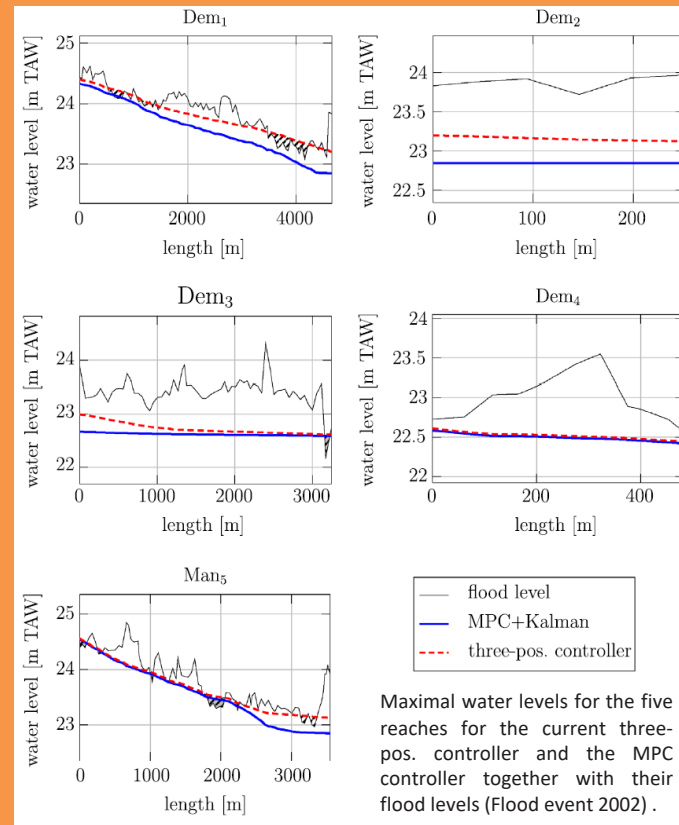 Dem₁
25
24
23
water level [m TAW]
0 2000 4000
length [m]
Dem₂
24
23.5
23
22.5
water level [m TAW]
0 100 200
length [m]
Dem₃
24
23
22
water level [m TAW]
0 1000 2000 3000
length [m]
Dem₄
23.5
23
22.5
22
water level [m TAW]
0 200 400
length [m]
Man₅
25
24
23
water level [m TAW]
0 1000 2000 3000
length [m]
flood level
MPC+Kalman
three-pos. controller
Maximal water levels for the five
reaches for the current three-
pos. controller and the MPC
controller together with their
flood levels (Flood event 2002) .